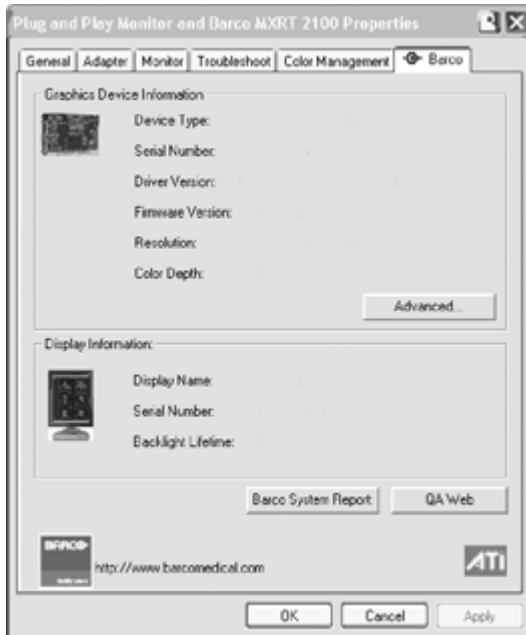 Plug and Play Monitor and Barco MXRT 2100 Properties
General Adapter Monitor Troubleshoot Color Management Barco
Graphics Device Information
Device Type:
Serial Number:
Driver Version:
Firmware Version:
Resolution:
Color Depth:
Advanced...
Display Information:
Display Name:
Serial Number:
Backlight Lifetime:
Barco System Report QA Web
BARCO
http://www.barcomedical.com
ATI
OK Cancel Apply